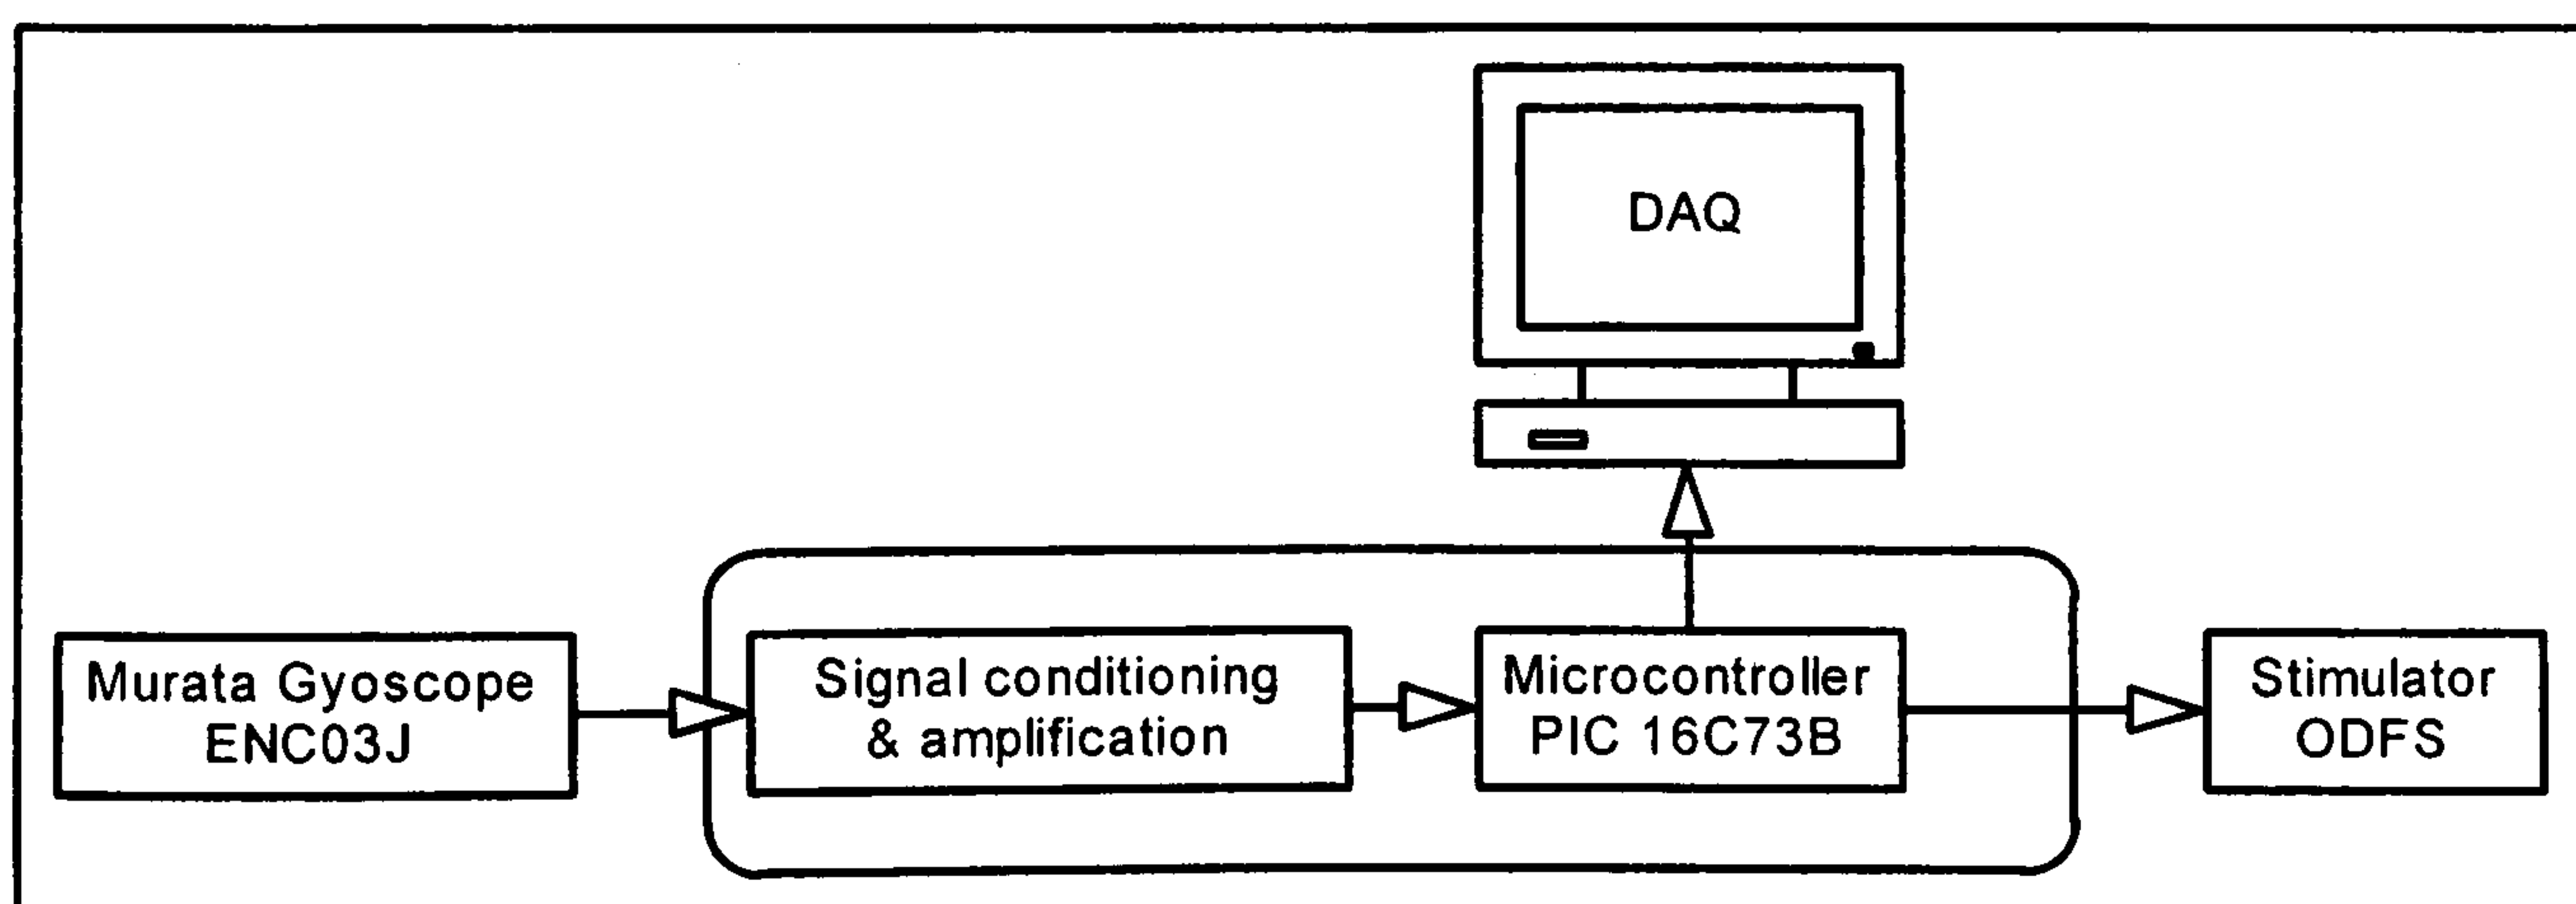 DAQ
Murata Gyoscope
ENC03J
Signal conditioning
& amplification
Microcontroller
PIC 16C73B
Stimulator
ODFS